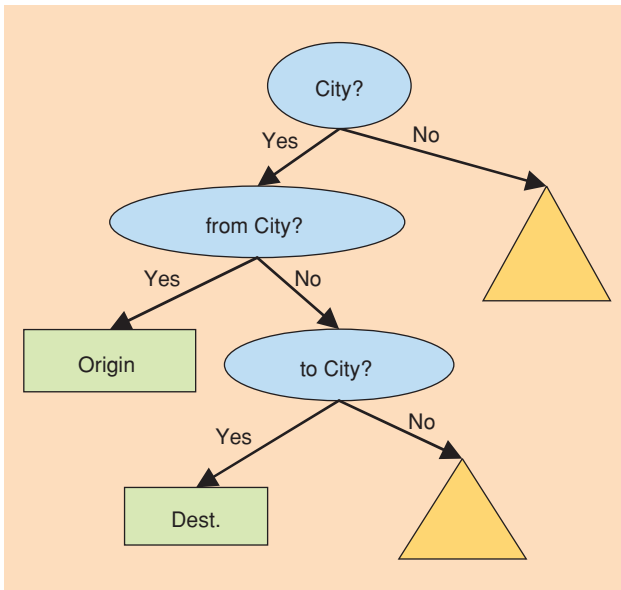 City?
Yes
No
from City?
Yes
No
Origin
to City?
Yes
No
Dest.